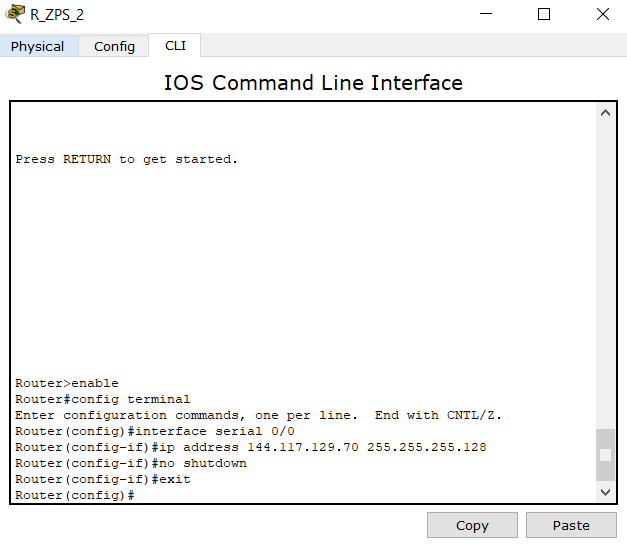 R_ZPS_2
Physical Config CLI
IOS Command Line Interface
Press RETURN to get started.
Router>enable
Router#config terminal
Enter configuration commands, one per line.  End with CNTL/Z.
Router(config)#interface serial 0/0
Router(config-if)#ip address 144.117.129.70 255.255.255.128
Router(config-if)#no shutdown
Router(config-if)#exit
Router(config)#
Copy Paste